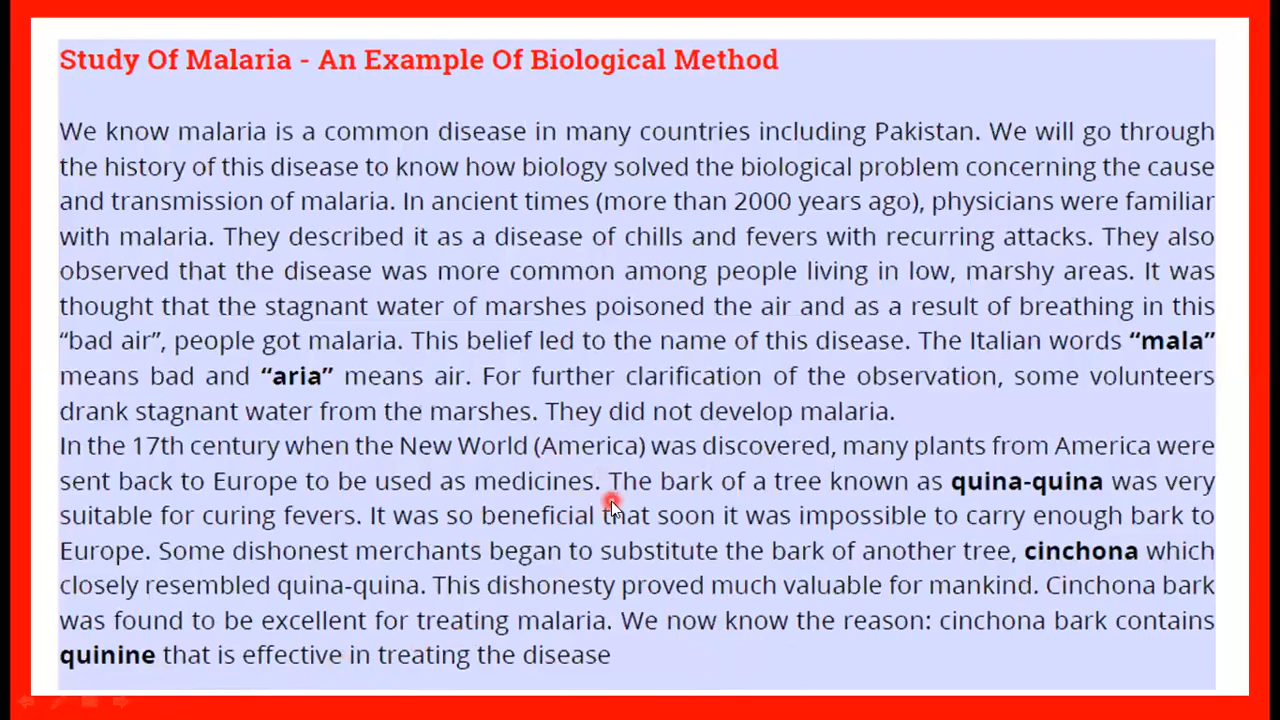 Study Of Malaria - An Example Of Biological Method
We know malaria is a common disease in many countries including Pakistan. We will go through
the history of this disease to know how biology solved the biological problem concerning the cause
and transmission of malaria. In ancient times (more than 2000 years ago), physicians were familiar
with malaria. They described it as a disease of chills and fevers with recurring attacks. They also
observed that the disease was more common among people living in low, marshy areas. It was
thought that the stagnant water of marshes poisoned the air and as a result of breathing in this
“bad air”, people got malaria. This belief led to the name of this disease. The Italian words “mala”
means bad and “aria” means air. For further clarification of the observation, some volunteers
drank stagnant water from the marshes. They did not develop malaria.
In the 17th century when the New World (America) was discovered, many plants from America were
sent back to Europe to be used as medicines. The bark of a tree known as quina-quina was very
suitable for curing fevers. It was so beneficial that soon it was impossible to carry enough bark to
Europe. Some dishonest merchants began to substitute the bark of another tree, cinchona which
closely resembled quina-quina. This dishonesty proved much valuable for mankind. Cinchona bark
was found to be excellent for treating malaria. We now know the reason: cinchona bark contains
quinine that is effective in treating the disease